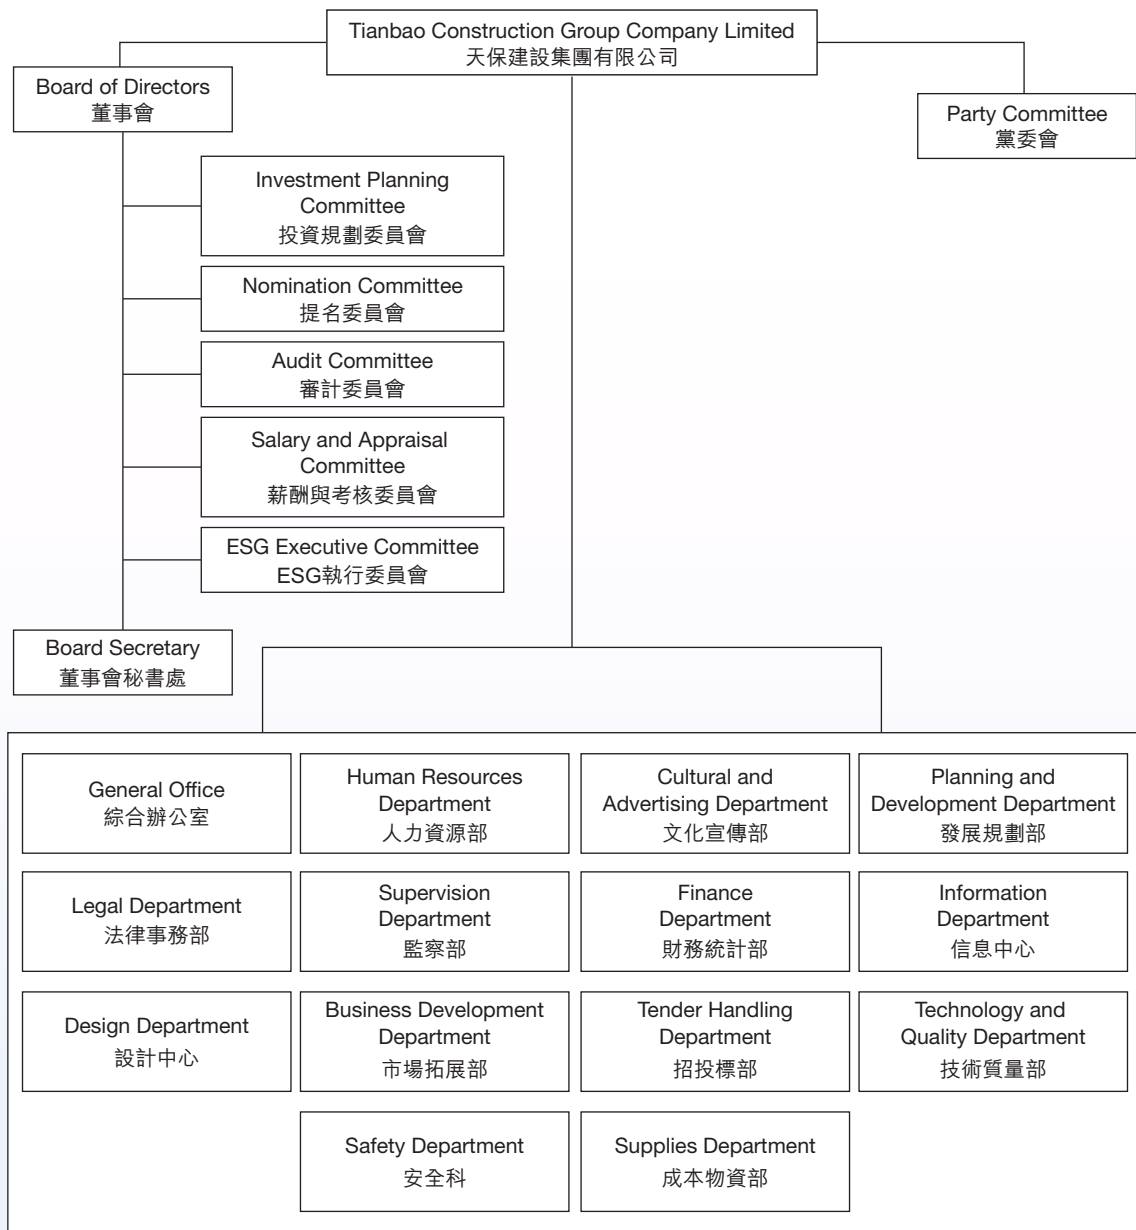 Tianbao Construction Group Company Limited
天保建設集團有限公司
Board of Directors
董事會
Party Committee
黨委會
Investment Planning
Committee
投資規劃委員會
Nomination Committee
提名委員會
Audit Committee
審計委員會
Salary and Appraisal
Committee
薪酬與考核委員會
ESG Executive Committee
ESG執行委員會
Board Secretary
董事會秘書處
General Office
綜合辦公室
Human Resources
Department
人力資源部
Cultural and
Advertising Department
文化宣傳部
Planning and
Development Department
發展規劃部
Legal Department
法律事務部
Supervision
Department
監察部
Finance
Department
財務統計部
Information
Department
信息中心
Design Department
設計中心
Business Development
Department
市場拓展部
Tender Handling
Department
招投標部
Technology and
Quality Department
技術質量部
Safety Department
安全科
Supplies Department
成本物資部